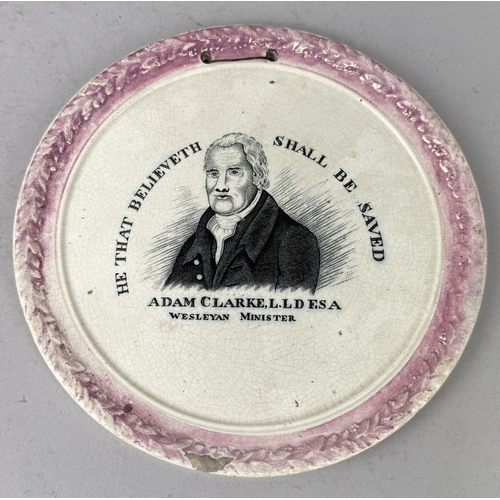 HE THAT BELIEVETH SHALL BE SAVED
ADAM CLARKE, L.L.D F.S.A
WESLEYAN MINISTER